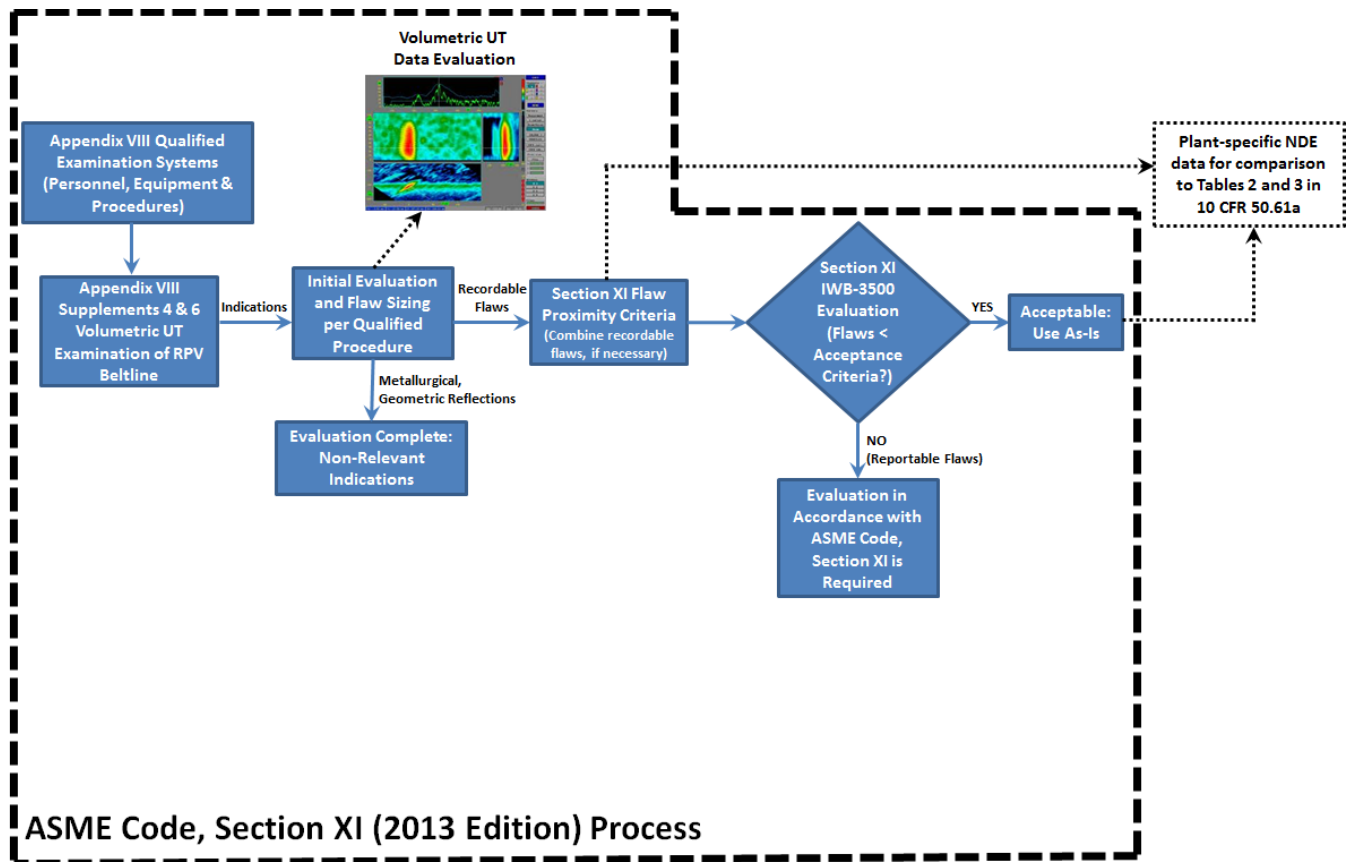 Volumetric UT
Data Evaluation
Appendix VIII Qualified
Examination Systems
(Personnel, Equipment &
Procedures)
Plant-specific NDE
data for comparison
to Tables 2 and 3 in
10 CFR 50.61a
Appendix VIII
Supplements 4 & 6
Volumetric UT
Examination of RPV
Beltline
Indications
Initial Evaluation
and Flaw Sizing
per Qualified
Procedure
Recordable
Flaws
Section XI Flaw
Proximity Criteria
(Combine recordable
flaws, if necessary)
Section XI
IWB-3500
Evaluation
(Flaws <
Acceptance
Criteria?)
YES
Acceptable:
Use As-Is
Metallurgical,
Geometric Reflections
Evaluation Complete:
Non-Relevant
Indications
NO
(Reportable Flaws)
Evaluation in
Accordance with
ASME Code,
Section XI is
Required
ASME Code, Section XI (2013 Edition) Process